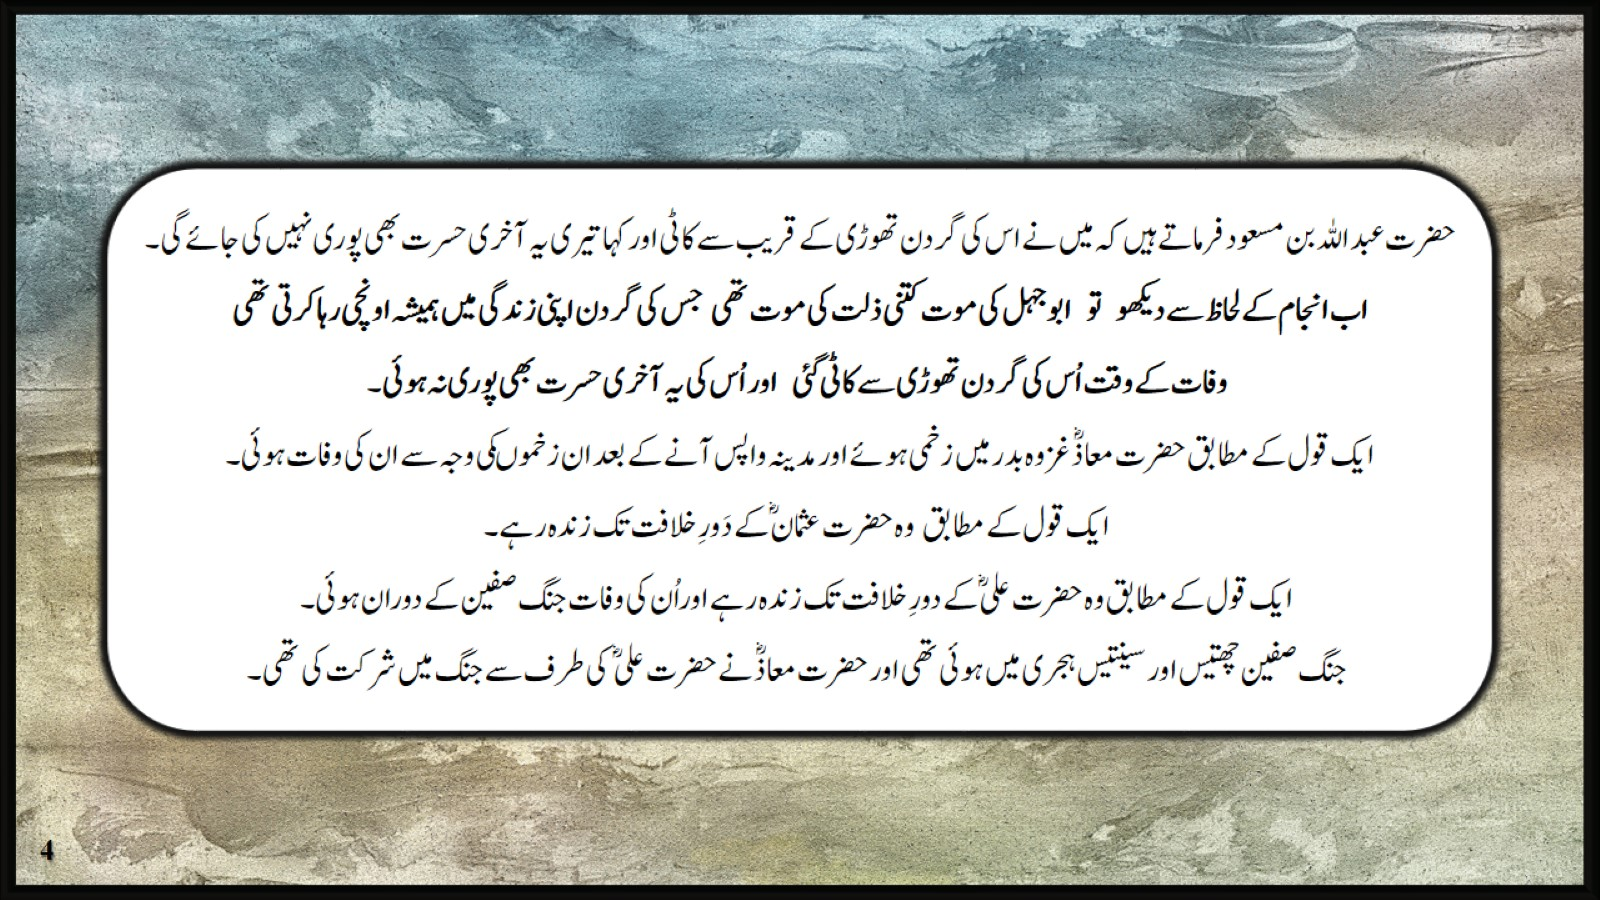 حضرت عبد اللہ بن مسعود فرماتے ہیں کہ میں نے اس کی گردن تھوڑی کے قریب سے کاٹی اور کہا تیری یہ آخری حسرت بھی پوری نہیں کی جائے گی۔
اب انجام کے لحاظ سے دیکھو تو ابو جہل کی موت کتنی ذلت کی موت تھی جس کی گردن اپنی زندگی میں ہمیشہ اونچی رہا کرتی تھی
وفات کے وقت اُس کی گردن تھوڑی سے کاٹی گئی اور اُس کی یہ آخری حسرت بھی پوری نہ ہوئی۔
ایک قول کے مطابق حضرت معاذؓ غزوہ بدر میں زخمی ہوئے اور مدینہ واپس آنے کے بعد ان زخموں کی وجہ سے ان کی وفات ہوئی۔
ایک قول کے مطابق وہ حضرت عثمانؓ کے دَورِ خلافت تک زندہ رہے۔
ایک قول کے مطابق وہ حضرت علیؓ کے دورِ خلافت تک زندہ رہے اور اُن کی وفات جنگ صفین کے دوران ہوئی۔
جنگ صفین چھتیس اور سینتیس ہجری میں ہوئی تھی اور حضرت معاذؓ نے حضرت علیؓ کی طرف سے جنگ میں شرکت کی تھی۔
4